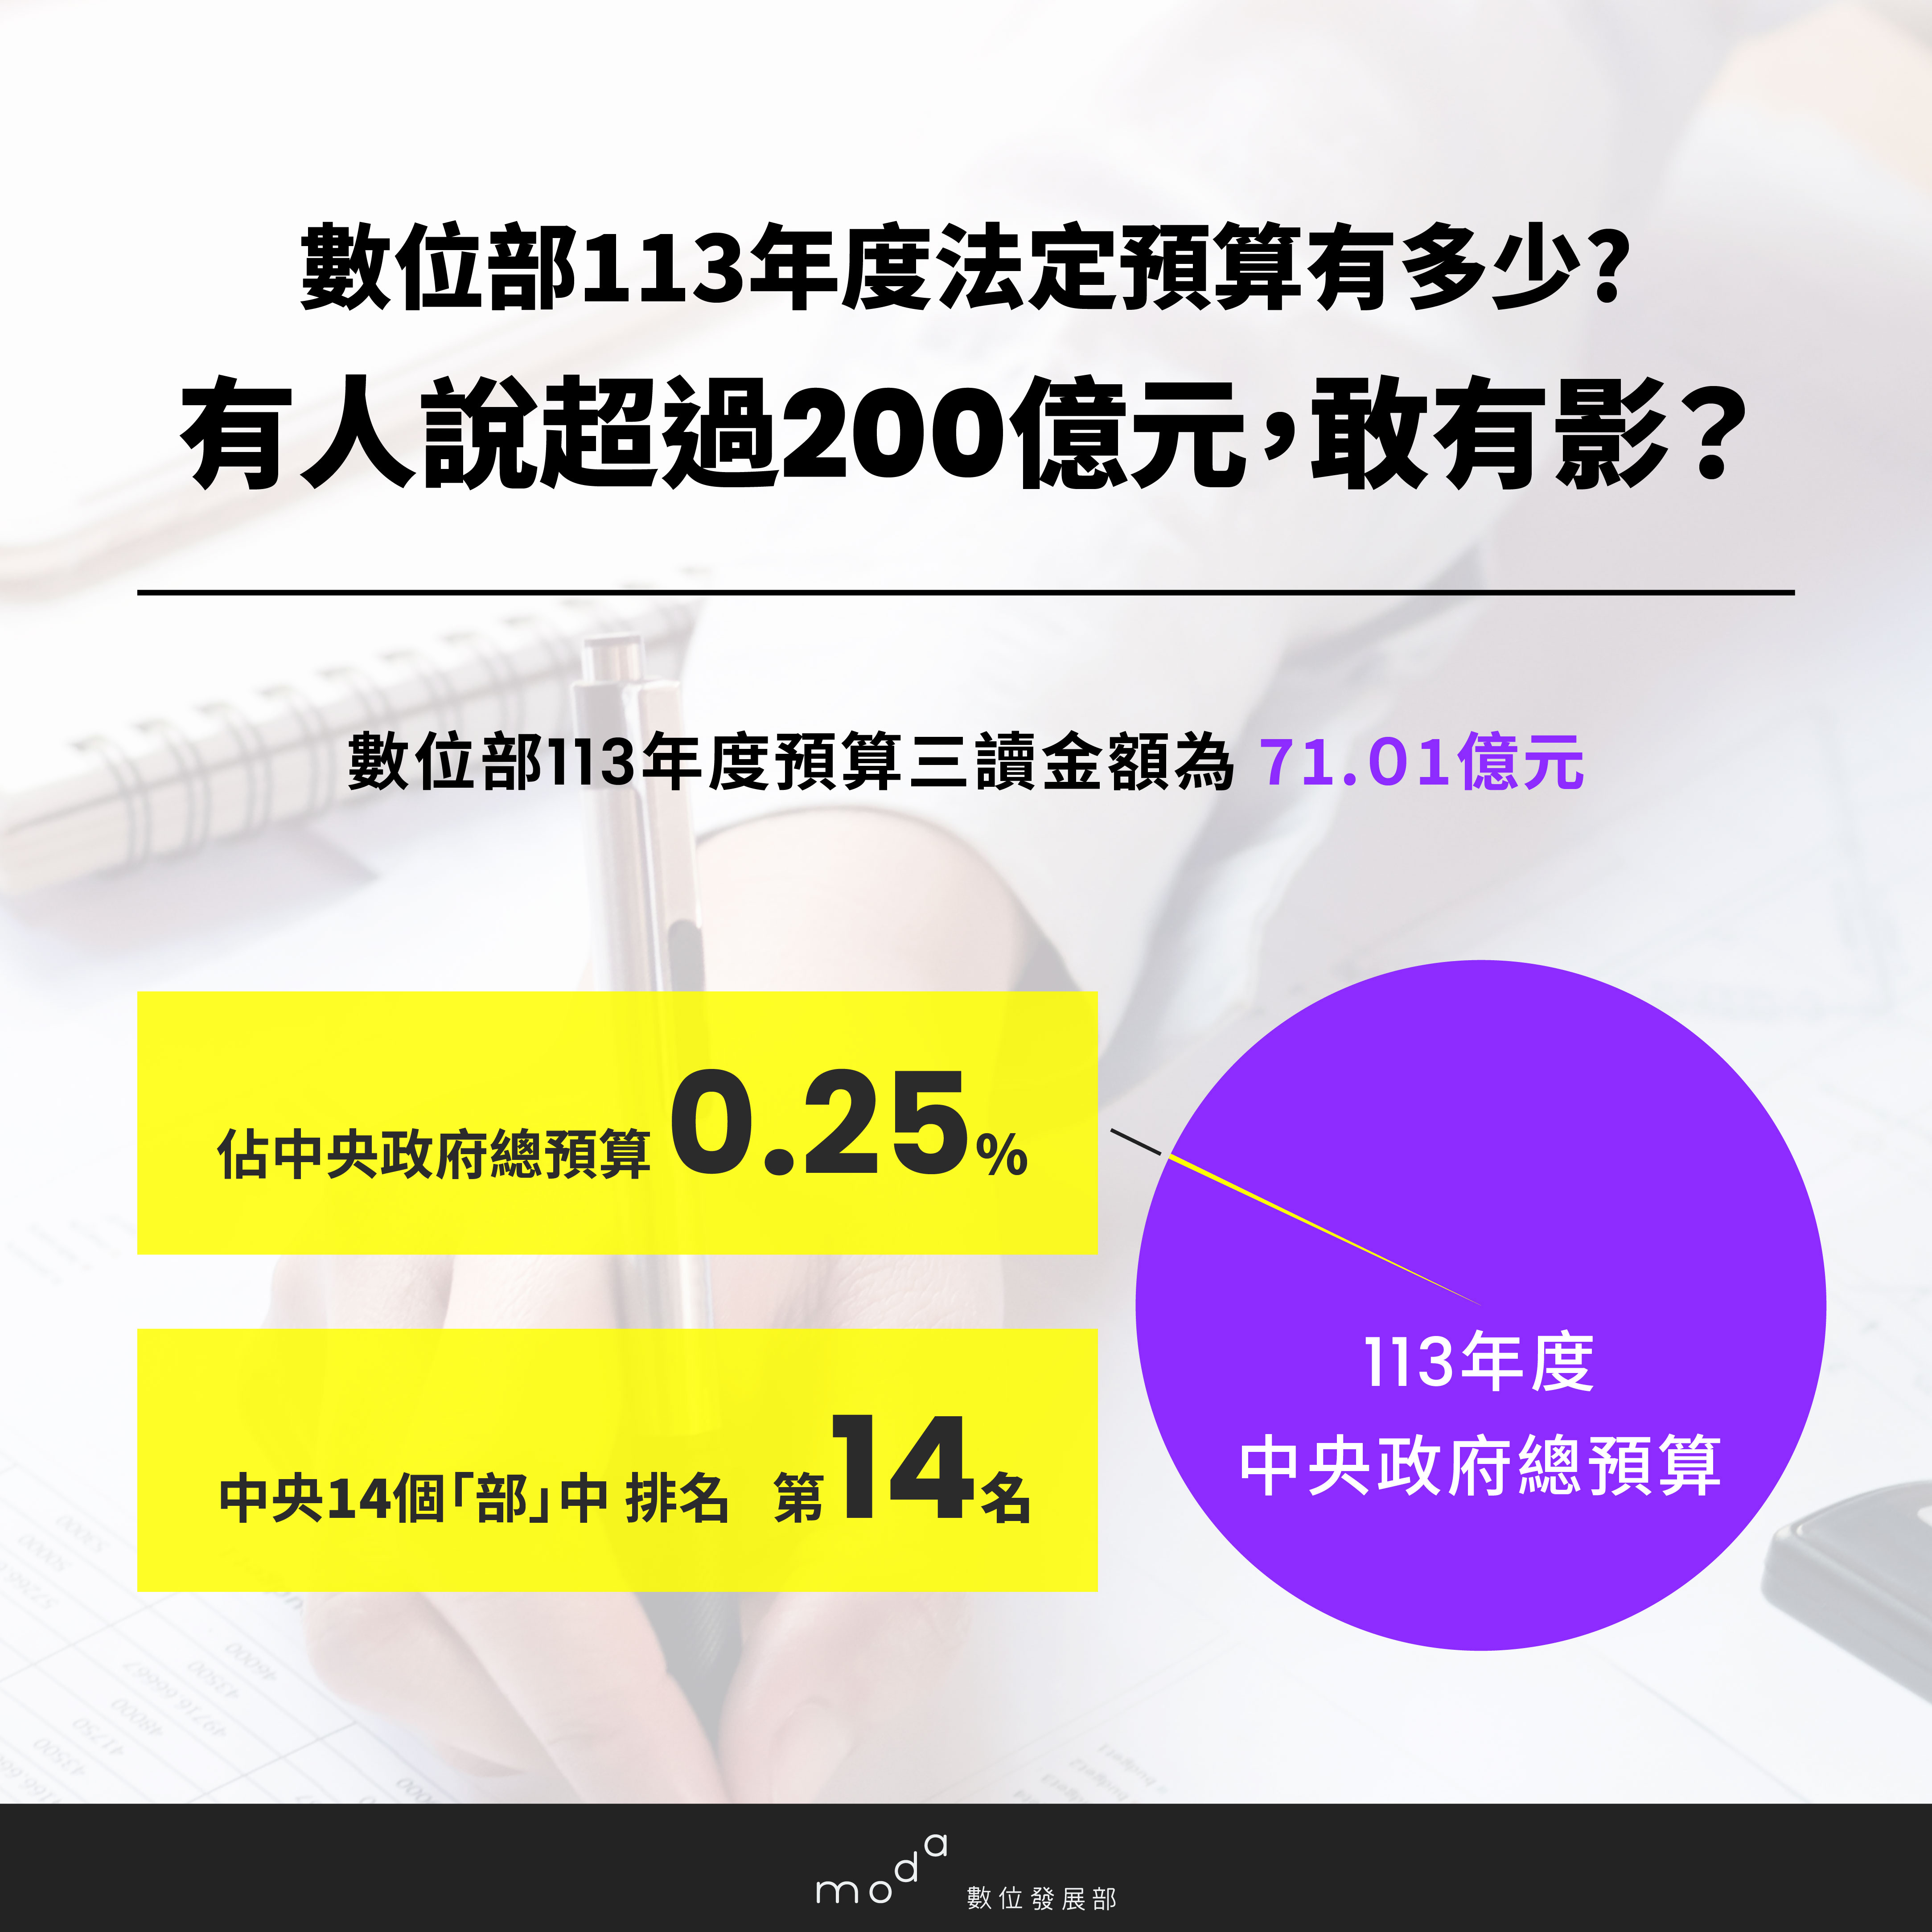 數位部113年度法定預算有多少?
有人說超過200億元，敢有影？
數位部113年度預算三讀金額為 71.01億元
佔中央政府總預算 0.25%
中央14個「部」中 排名 第14名
113年度
中央政府總預算
moda 數位發展部